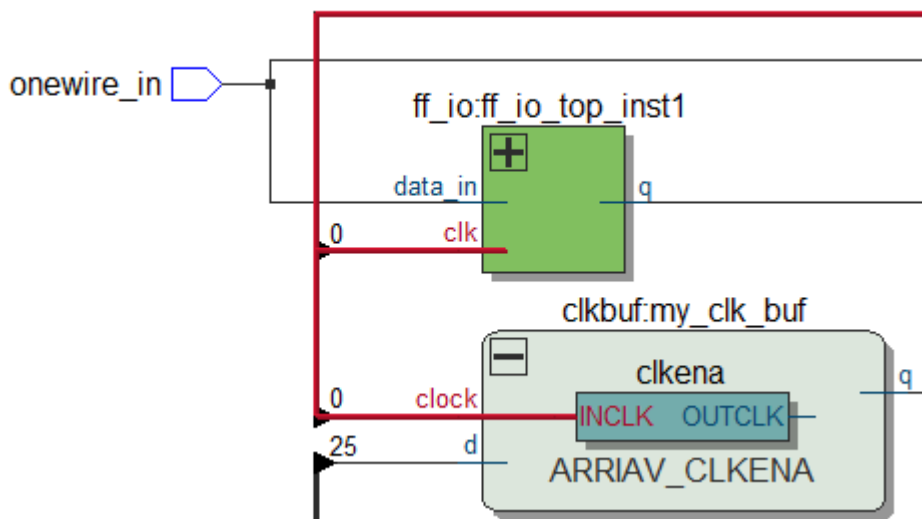 onewire_in
ff_io:ff_io_top_inst1
data_in
q
0
clk
clkbuf:my_clk_buf
clkena
q
0
clock
INCLK OUTCLK
25
d
ARRIAV_CLKENA